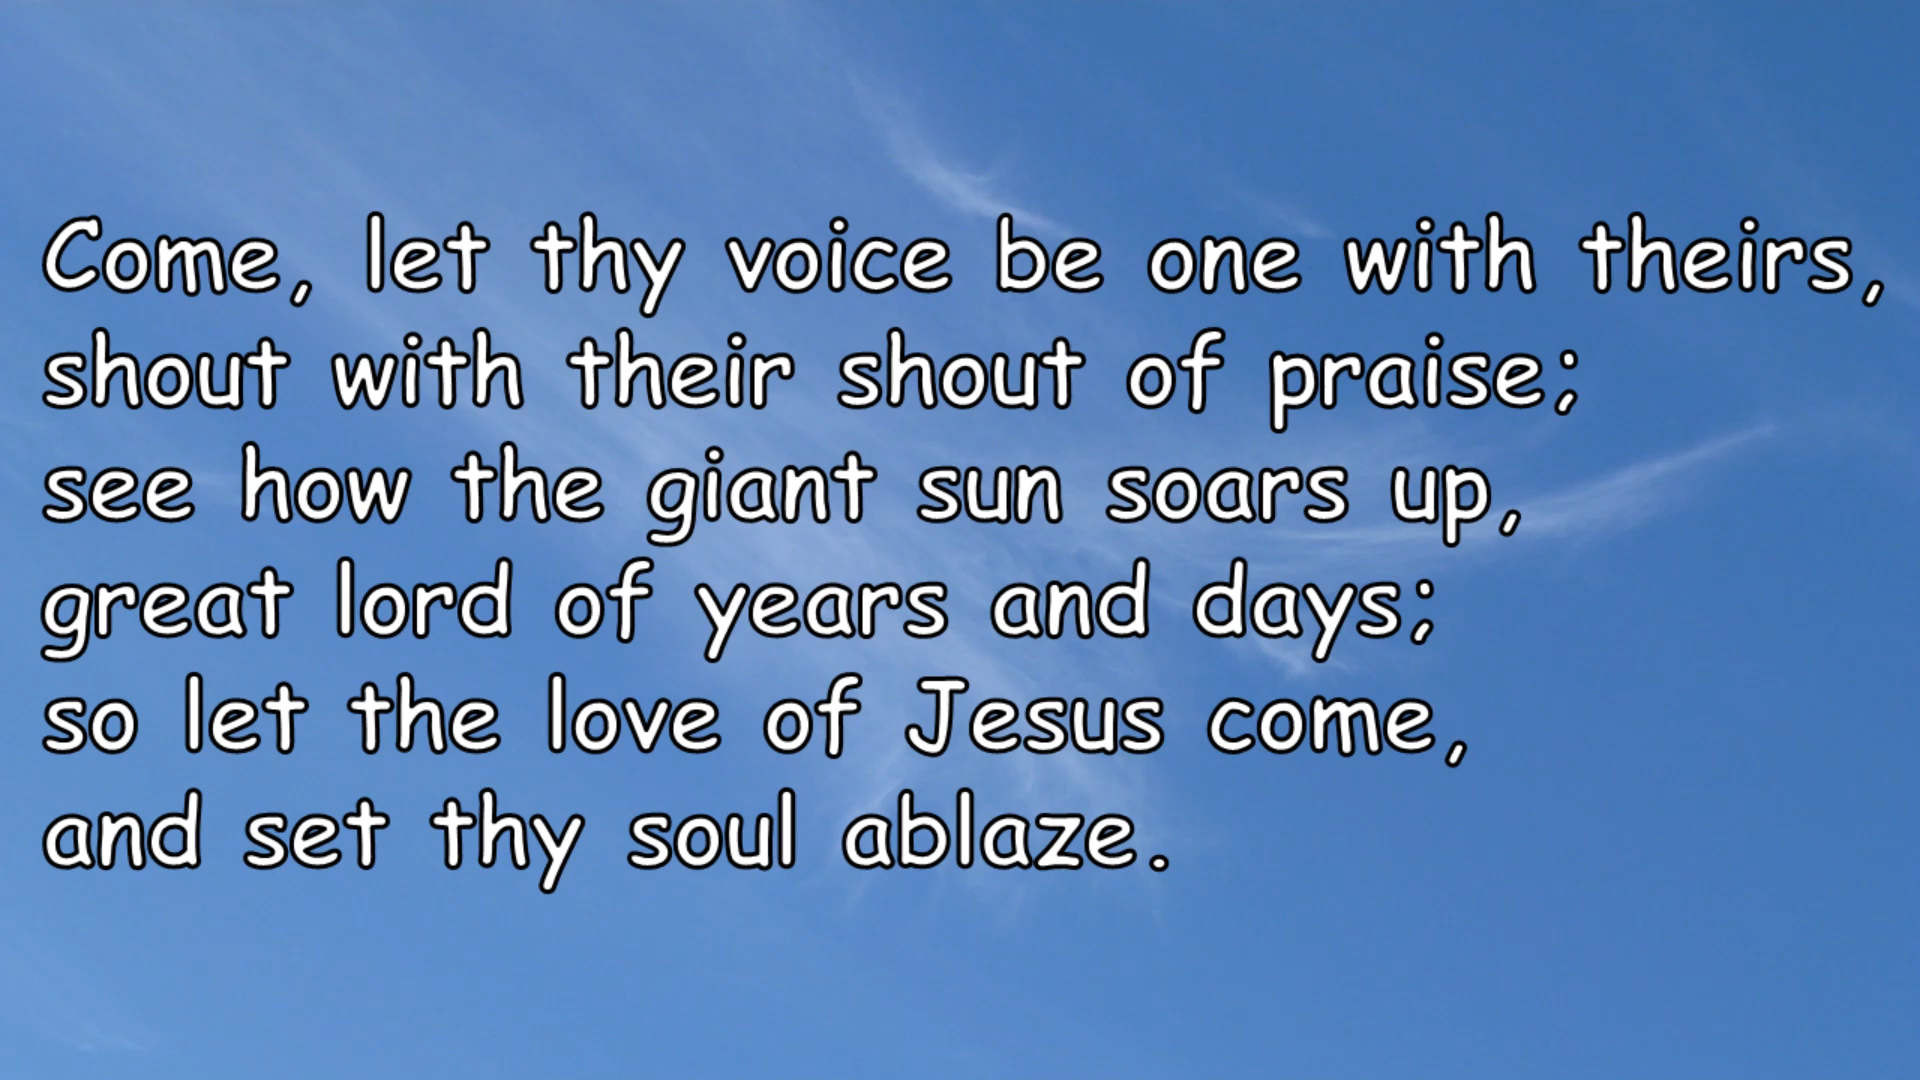 Come, let thy voice be one with theirs,
shout with their shout of praise;
see how the giant sun soars up,
great lord of years and days;
so let the love of Jesus come,
and set thy soul ablaze.